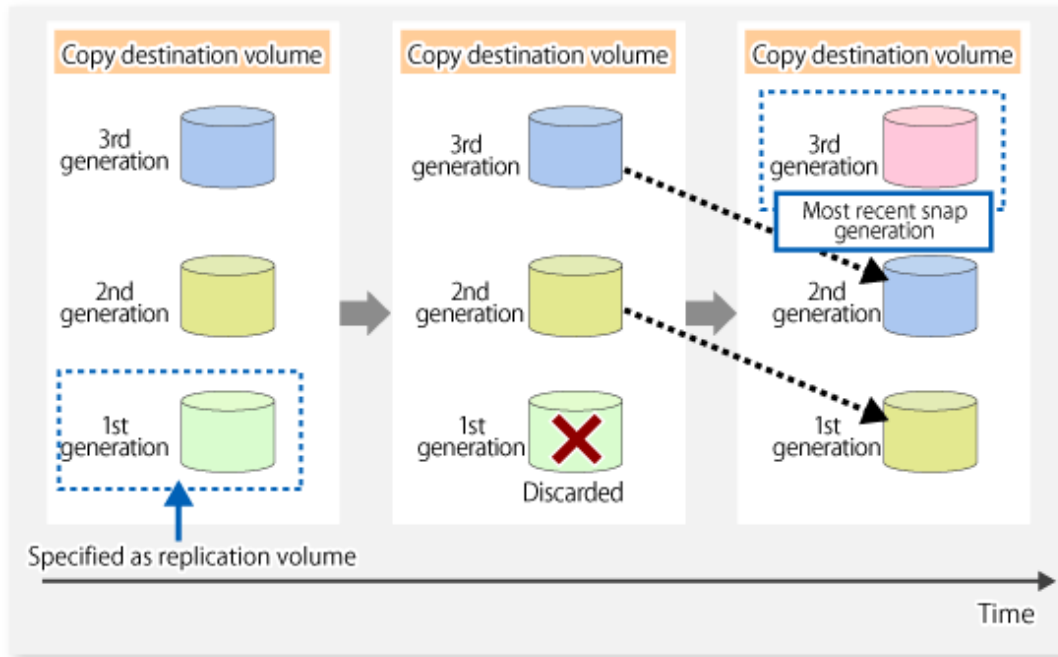 Copy destination volume
3rd
generation
2nd
generation
1st
generation
Specified as replication volume
Copy destination volume
3rd
generation
2nd
generation
1st
generation
Discarded
Copy destination volume
3rd
generation
Most recent snap
generation
2nd
generation
1st
generation
Time